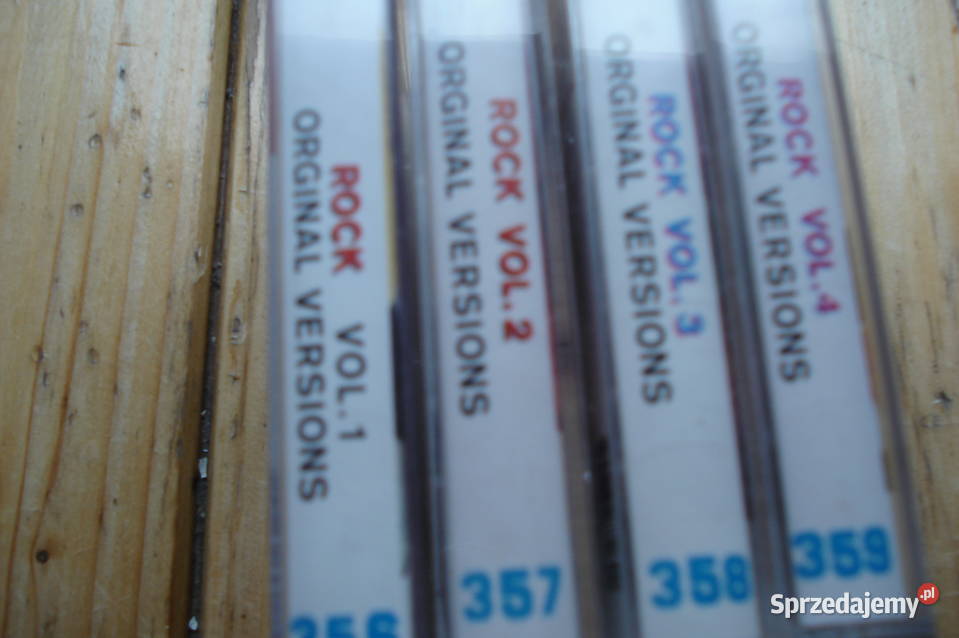 ROCK VOL.1
ORGINAL VERSIONS
356
ROCK VOL.2
ORGINAL VERSIONS
357
ROCK VOL.3
ORGINAL VERSIONS
358
ROCK VOL.4
ORGINAL VERSIONS
359
Sprzedajemy.pl